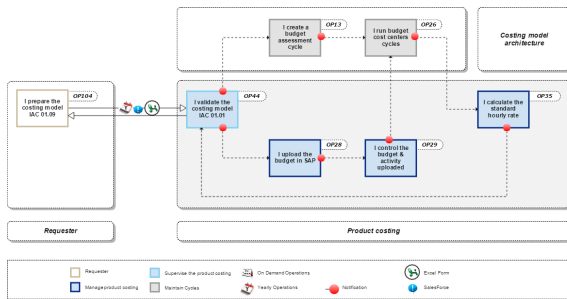 OP13
I create a
budget
assessment
cycle
OP26
I run budget
cost centers
cycles
Costing model
architecture
OP104
I prepare the
costing model
IAC 01.09
OP44
I validate the
costing model
IAC 01.01
OP35
I calculate the
standard
hourly rate
OP28
I upload the
budget in SAP
OP29
I control the
budget &
activity
uploaded
Requester
Product costing
Requester
Supervise the product costing
On Demand Operations
Excel Form
Manage product costing
Maintain Cycles
Yearly Operations
Notification
SalesForce